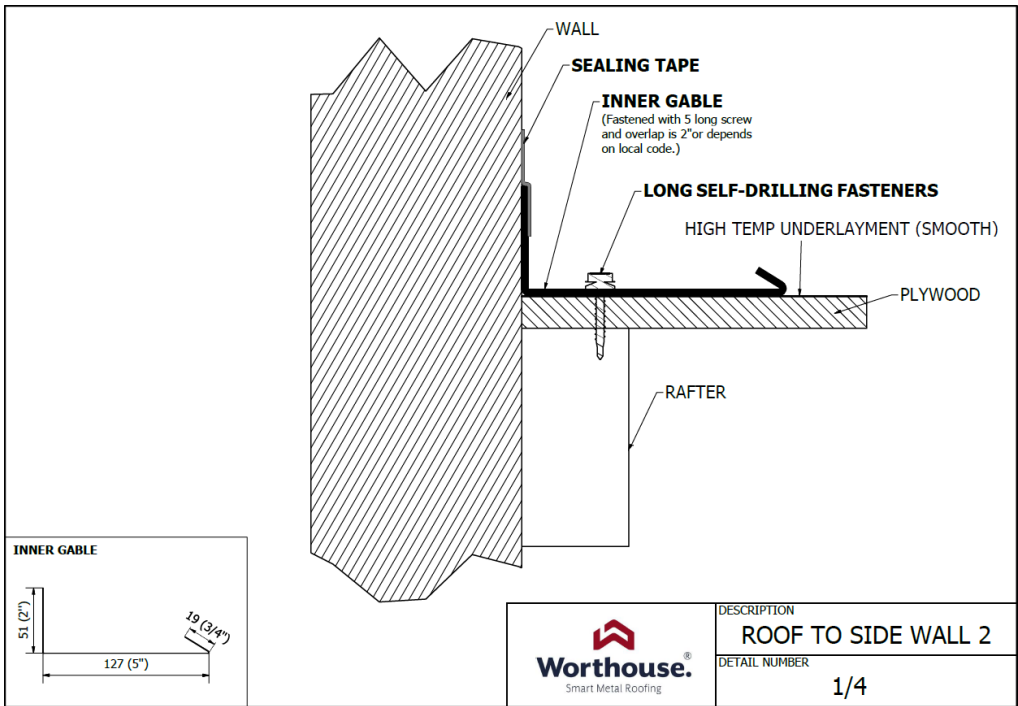 WALL
SEALING TAPE
INNER GABLE
(Fastened with 5 long screw
and overlap is 2"or depends
on local code.)
LONG SELF-DRILLING FASTENERS
HIGH TEMP UNDERLAYMENT (SMOOTH)
PLYWOOD
RAFTER
INNER GABLE
51 (2")
19 (3/4")
127 (5")
Worthouse.®
Smart Metal Roofing
DESCRIPTION
ROOF TO SIDE WALL 2
DETAIL NUMBER
1/4